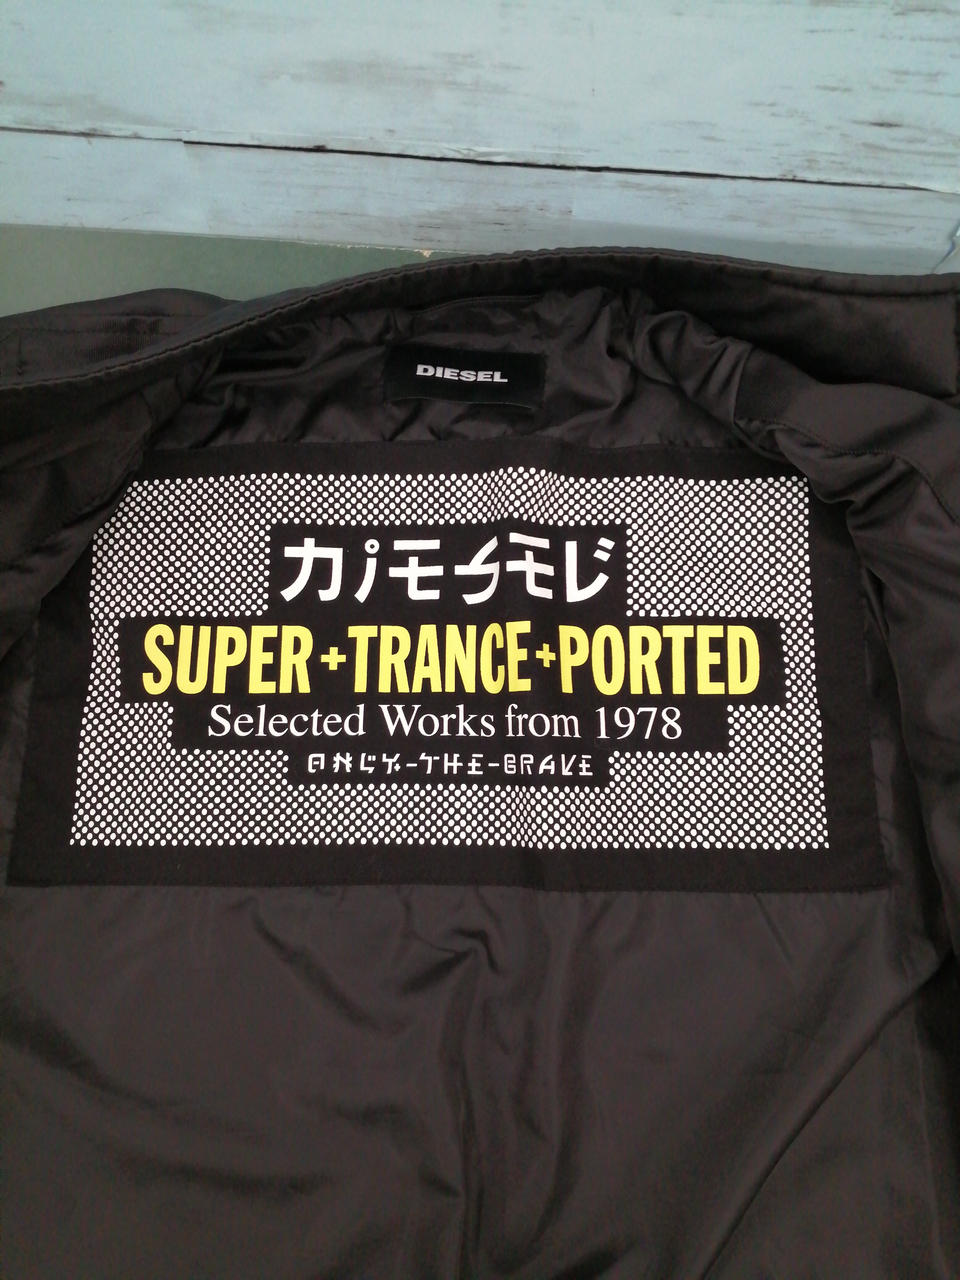 DIESEL
DIESEL
SUPER+TRANCE+PORTED
Selected Works from 1978
ONLY-THE-BRAVE